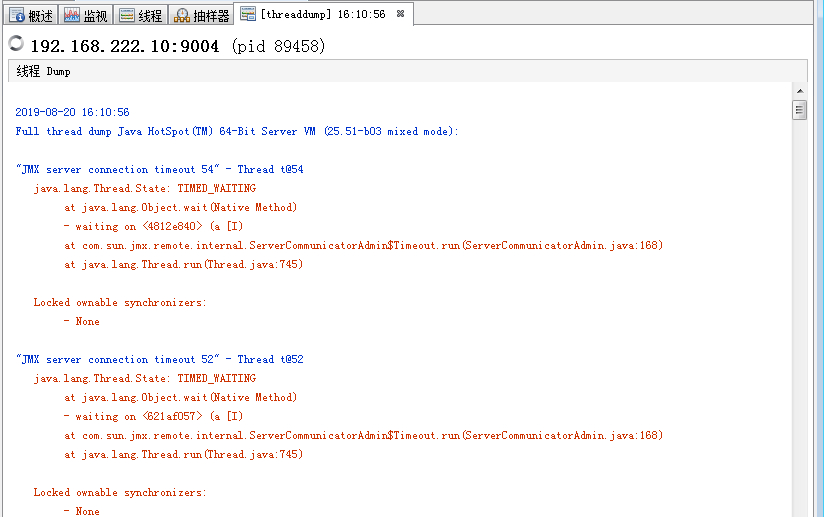 概述 监视 线程 抽样器 [threaddump] 16:10:56
192.168.222.10:9004 (pid 89458)
线程 Dump
2019-08-20 16:10:56
Full thread dump Java HotSpot(TM) 64-Bit Server VM (25.51-b03 mixed mode):
"JMX server connection timeout 54" - Thread t@54
java.lang.Thread.State: TIMED_WAITING
at java.lang.Object.wait(Native Method)
- waiting on <4812e840> (a [I)
at com.sun.jmx.remote.internal.ServerCommunicatorAdmin$Timeout.run(ServerCommunicatorAdmin.java:168)
at java.lang.Thread.run(Thread.java:745)
Locked ownable synchronizers:
- None
"JMX server connection timeout 52" - Thread t@52
java.lang.Thread.State: TIMED_WAITING
at java.lang.Object.wait(Native Method)
- waiting on <621af057> (a [I)
at com.sun.jmx.remote.internal.ServerCommunicatorAdmin$Timeout.run(ServerCommunicatorAdmin.java:168)
at java.lang.Thread.run(Thread.java:745)
Locked ownable synchronizers:
- None